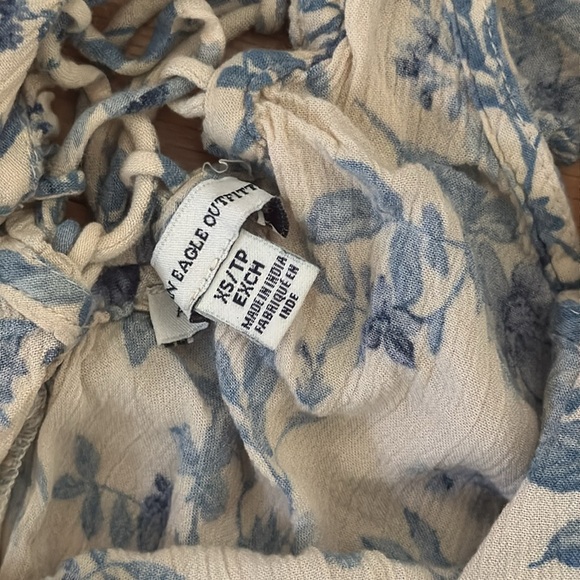 N EAGLE OUTFITT
XS/TP
EXCH
MADE IN INDIA
FABRIQUÉ EN
INDE